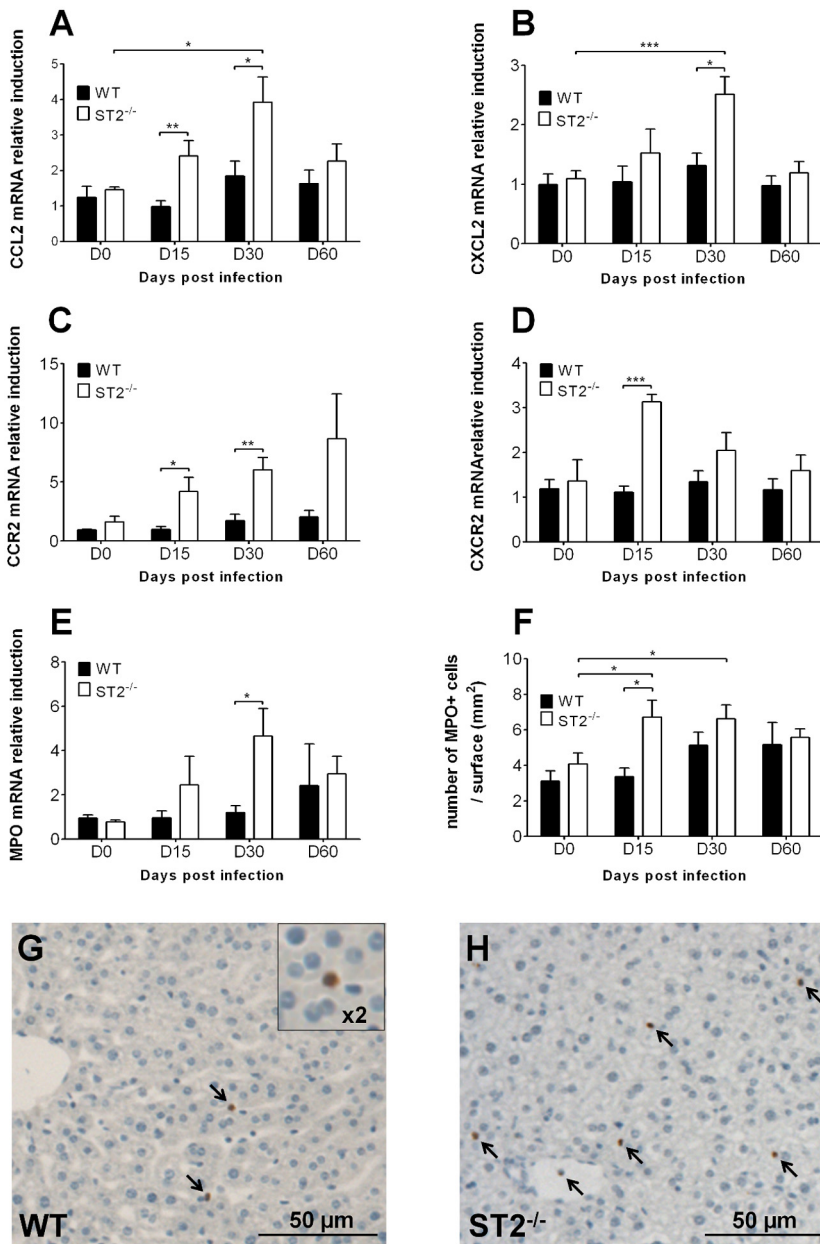 A
CCL2 mRNA relative induction
5
4
3
2
1
0
WT
ST2-/-
*
**
*
D0 D15 D30 D60
Days post infection
B
CXCL2 mRNA relative induction
3
2
1
0
WT
ST2-/-
***
*
D0 D15 D30 D60
Days post infection
C
CCR2 mRNA relative induction
15
10
5
0
WT
ST2-/-
*
**
D0 D15 D30 D60
Days post infection
D
CXCR2 mRNArelative induction
4
3
2
1
0
WT
ST2-/-
***
D0 D15 D30 D60
Days post infection
E
MPO mRNA relative induction
8
6
4
2
0
WT
ST2-/-
*
D0 D15 D30 D60
Days post infection
F
number of MPO+ cells
/ surface (mm²)
10
8
6
4
2
0
WT
ST2-/-
*
*
*
D0 D15 D30 D60
Days post infection
G
x2
WT
50 µm
H
ST2-/-
50 µm